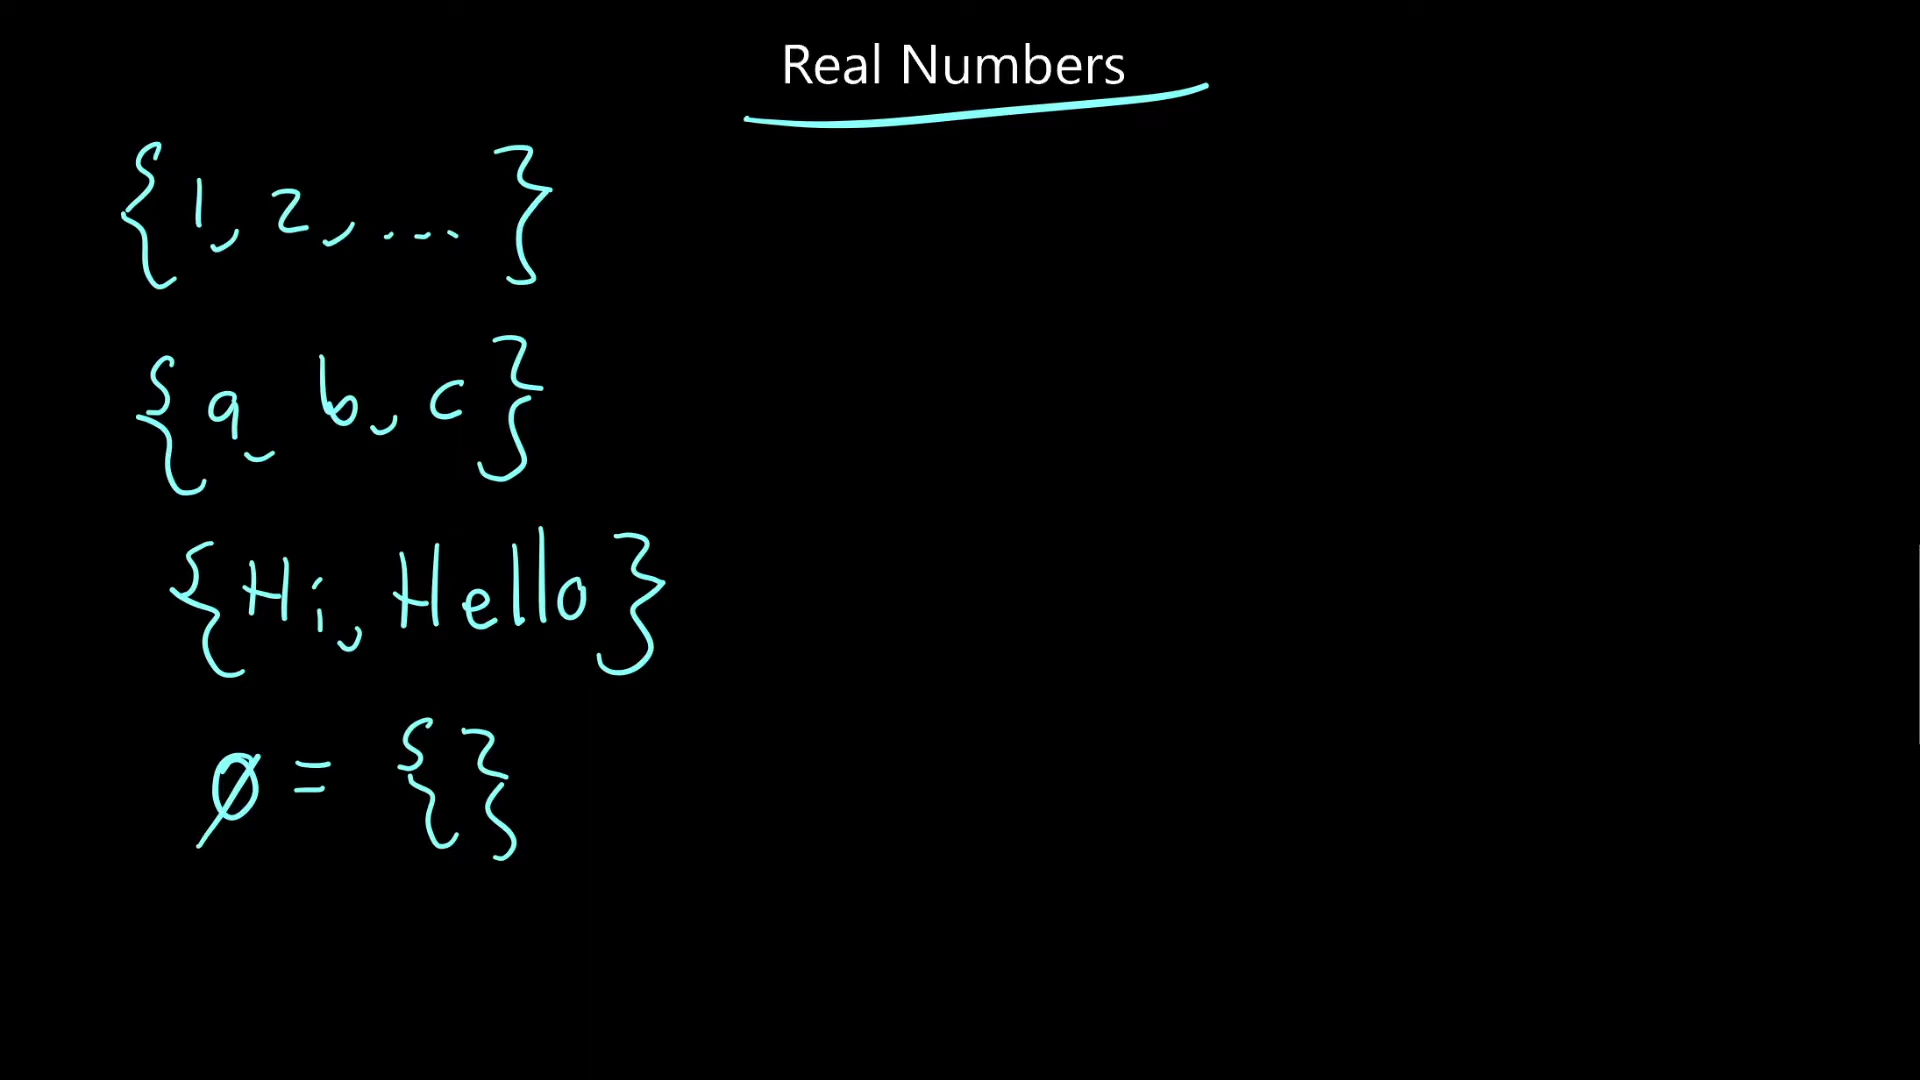 Real Numbers
{1, 2, ...}
{a, b, c}
{Hi, Hello}
∅ = {}